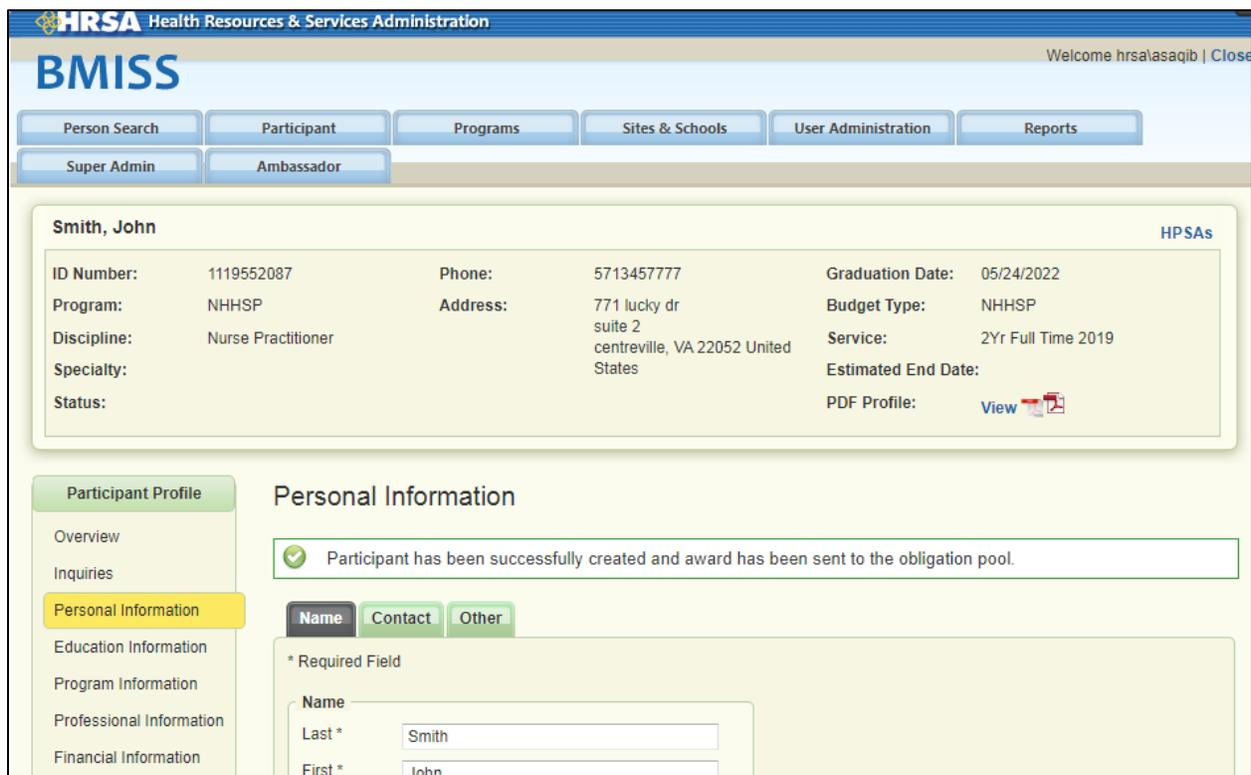 HRSA Health Resources & Services Administration
Welcome hrsa\asaqib | Close
BMISS
Person Search Participant Programs Sites & Schools User Administration Reports
Super Admin Ambassador
Smith, John
HPSAs
ID Number: 1119552087 Phone: 5713457777 Graduation Date: 05/24/2022
Program: NHHSP Address: 771 lucky dr Budget Type: NHHSP
suite 2
Discipline: Nurse Practitioner centreville, VA 22052 United Service: 2Yr Full Time 2019
Specialty: States Estimated End Date:
Status: PDF Profile: View
Participant Profile
Overview
Inquiries
Personal Information
Education Information
Program Information
Professional Information
Financial Information
Personal Information
Participant has been successfully created and award has been sent to the obligation pool.
Name Contact Other
* Required Field
Name
Last * Smith
First * John